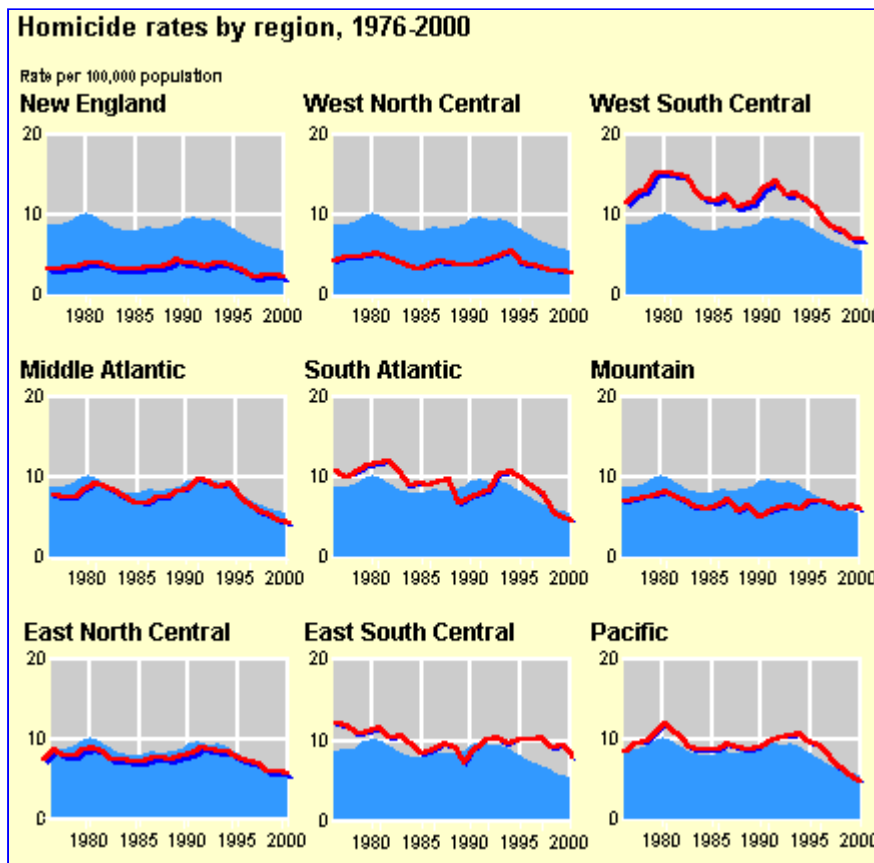 Homicide rates by region, 1976-2000
Rate per 100,000 population
New England
20
10
0
1980 1985 1990 1995 2000
West North Central
20
10
0
1980 1985 1990 1995 2000
West South Central
20
10
0
1980 1985 1990 1995 2000
Middle Atlantic
20
10
0
1980 1985 1990 1995 2000
South Atlantic
20
10
0
1980 1985 1990 1995 2000
Mountain
20
10
0
1980 1985 1990 1995 2000
East North Central
20
10
0
1980 1985 1990 1995 2000
East South Central
20
10
0
1980 1985 1990 1995 2000
Pacific
20
10
0
1980 1985 1990 1995 2000